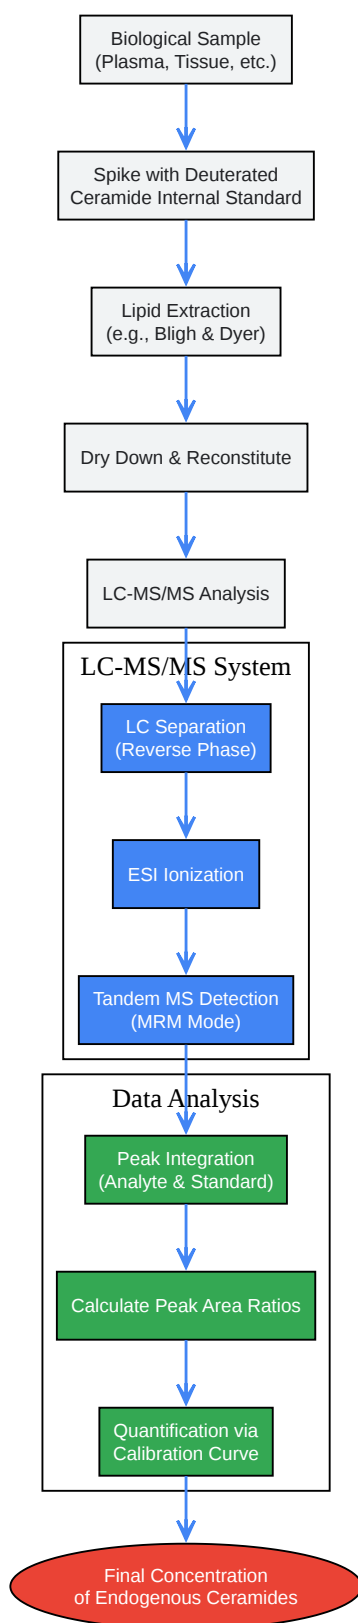 Biological Sample
(Plasma, Tissue, etc.)
Spike with Deuterated
Ceramide Internal Standard
Lipid Extraction
(e.g., Bligh & Dyer)
Dry Down & Reconstitute
LC-MS/MS Analysis
LC-MS/MS System
LC Separation
(Reverse Phase)
ESI Ionization
Tandem MS Detection
(MRM Mode)
Data Analysis
Peak Integration
(Analyte & Standard)
Calculate Peak Area Ratios
Quantification via
Calibration Curve
Final Concentration
of Endogenous Ceramides